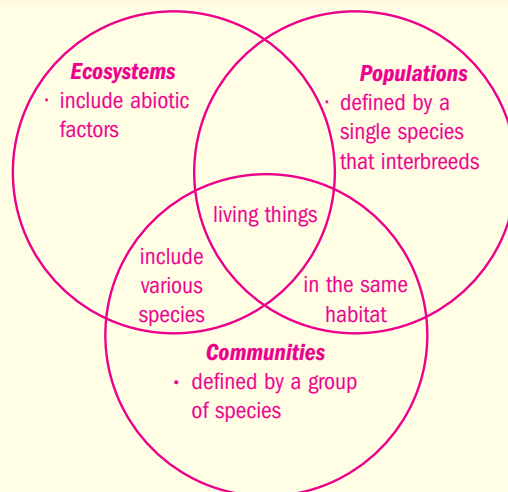 Ecosystems
· include abiotic
factors
Populations
· defined by a
single species
that interbreeds
living things
include
various
species
in the same
habitat
Communities
· defined by a group
of species